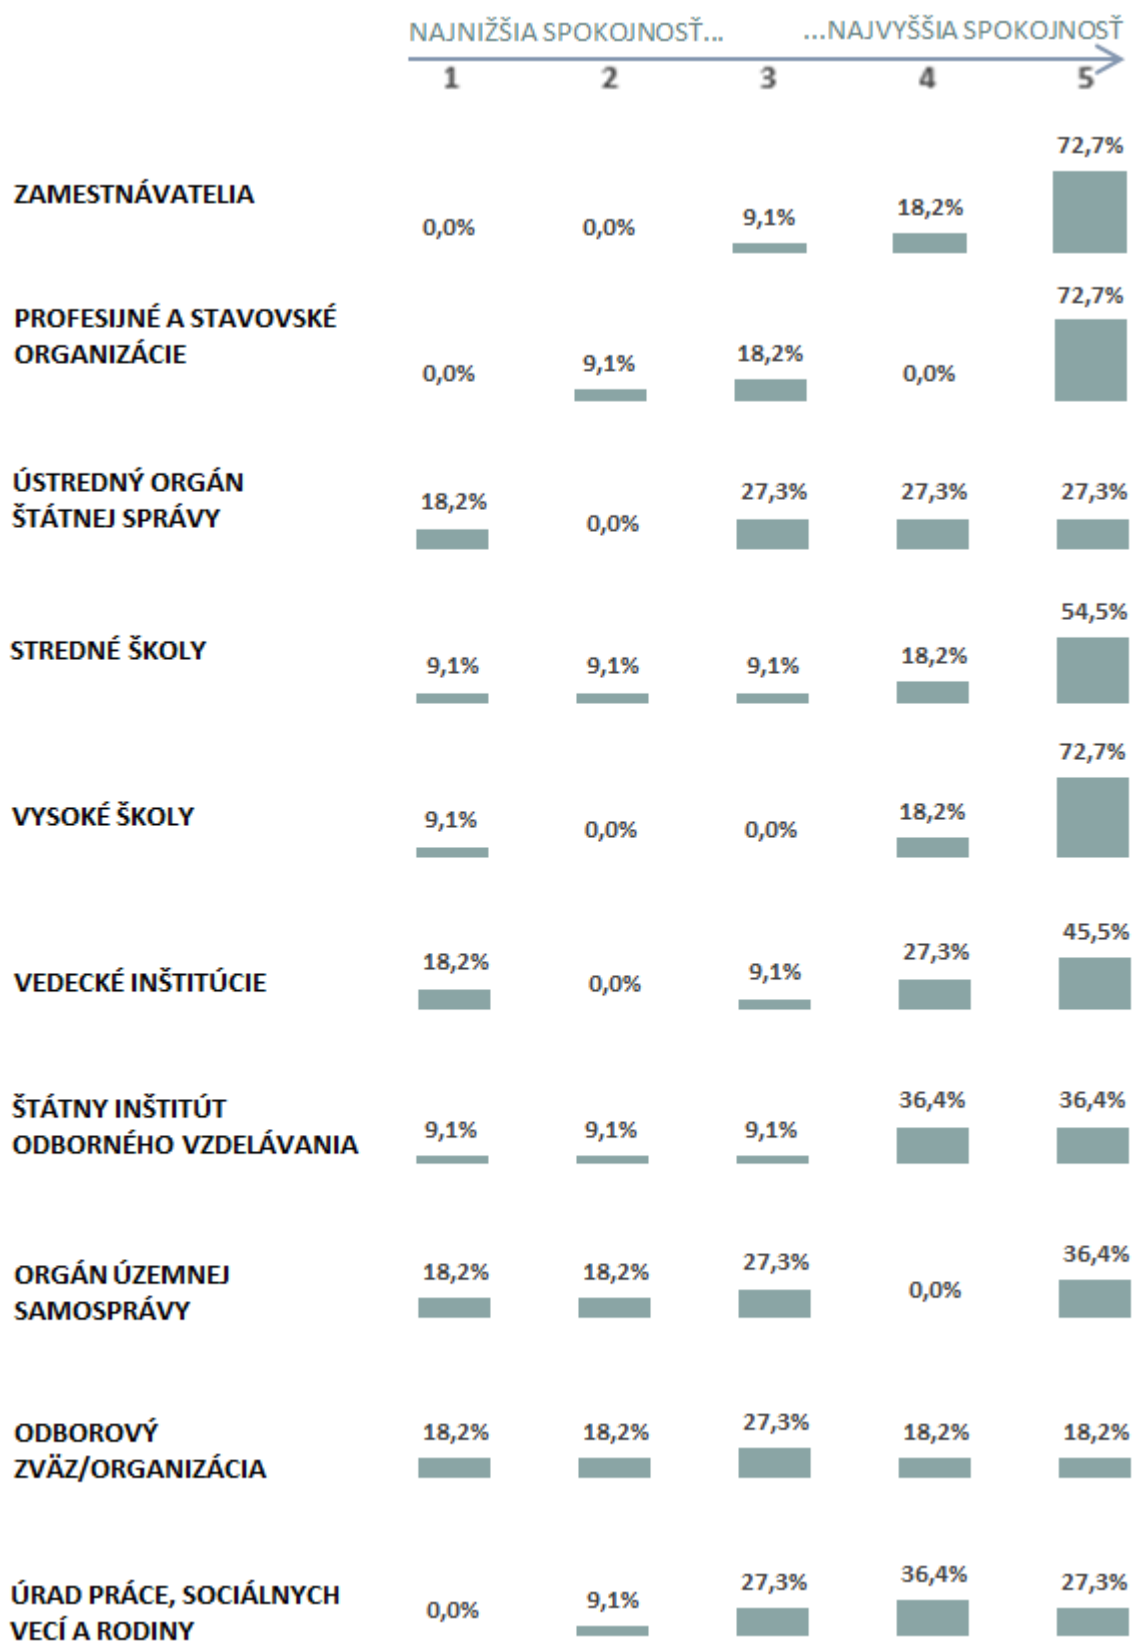 NAJNIŽŠIA SPOKOJNOSŤ... ...NAJVYŠŠIA SPOKOJNOSŤ
1 2 3 4 5
72,7%
ZAMESTNÁVATELIA
0,0% 0,0% 9,1% 18,2%
72,7%
PROFESIJNÉ A STAVOVSKÉ
ORGANIZÁCIE
0,0% 9,1% 18,2% 0,0%
ÚSTREDNÝ ORGÁN
ŠTÁTNEJ SPRÁVY
18,2% 0,0% 27,3% 27,3% 27,3%
54,5%
STREDNÉ ŠKOLY
9,1% 9,1% 9,1% 18,2%
72,7%
VYSOKÉ ŠKOLY
9,1% 0,0% 0,0% 18,2%
45,5%
VEDECKÉ INŠTITÚCIE
18,2% 0,0% 9,1% 27,3%
ŠTÁTNY INŠTITÚT
ODBORNÉHO VZDELÁVANIA
9,1% 9,1% 9,1% 36,4% 36,4%
ORGÁN ÚZEMNEJ
SAMOSPRÁVY
18,2% 18,2% 27,3% 0,0% 36,4%
ODBOROVÝ
ZVÄZ/ORGANIZÁCIA
18,2% 18,2% 27,3% 18,2% 18,2%
ÚRAD PRÁCE, SOCIÁLNYCH
VECÍ A RODINY
0,0% 9,1% 27,3% 36,4% 27,3%